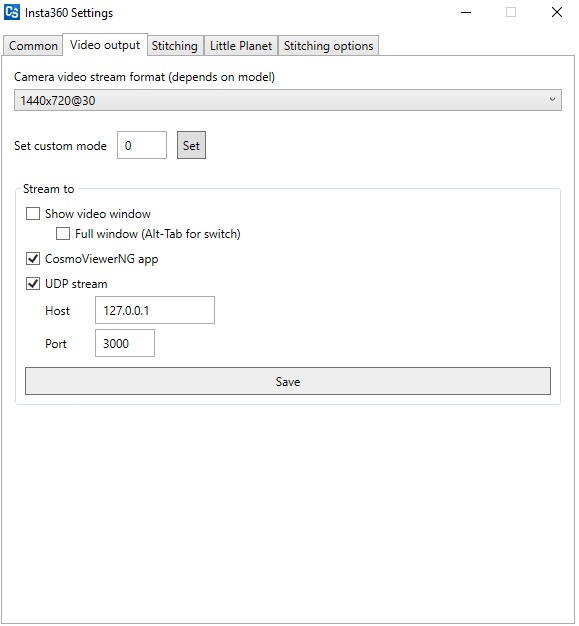 CS Insta360 Settings
Common Video output Stitching Little Planet Stitching options
Camera video stream format (depends on model)
1440x720@30
Set custom mode 0 Set
Stream to
Show video window
Full window (Alt-Tab for switch)
CosmoViewerNG app
UDP stream
Host 127.0.0.1
Port 3000
Save